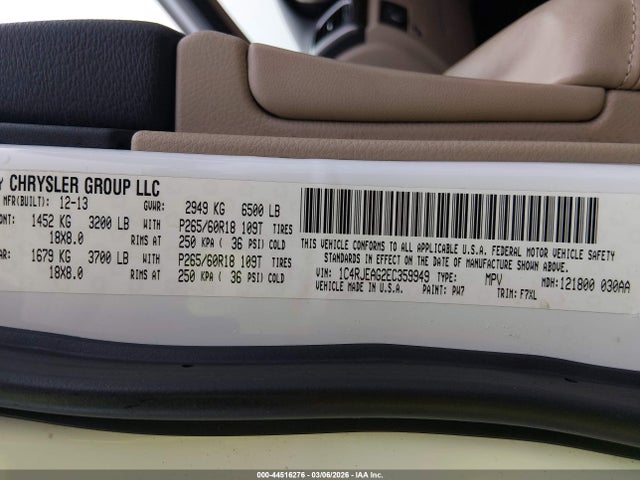 CHRYSLER GROUP LLC
MFR(BUILT): 12-13 GVWR: 2949 KG 6500 LB
1452 KG 3200 LB WITH P265/60R18 109T TIRES
18X8.0 RIMS AT 250 KPA ( 36 PSI) COLD
1679 KG 3700 LB WITH P265/60R18 109T TIRES
18X8.0 RIMS AT 250 KPA ( 36 PSI) COLD
THIS VEHICLE CONFORMS TO ALL APPLICABLE U.S.A. FEDERAL MOTOR VEHICLE SAFETY
STANDARDS IN EFFECT ON THE DATE OF MANUFACTURE SHOWN ABOVE.
VIN: 1C4RJEAG2EC359949 TYPE: MPV MDH: 121800 030AA
VEHICLE MADE IN U.S.A. PAINT: PW7 TRIM: F7XL
000-44516276 - 03/06/2026 - IAA Inc.